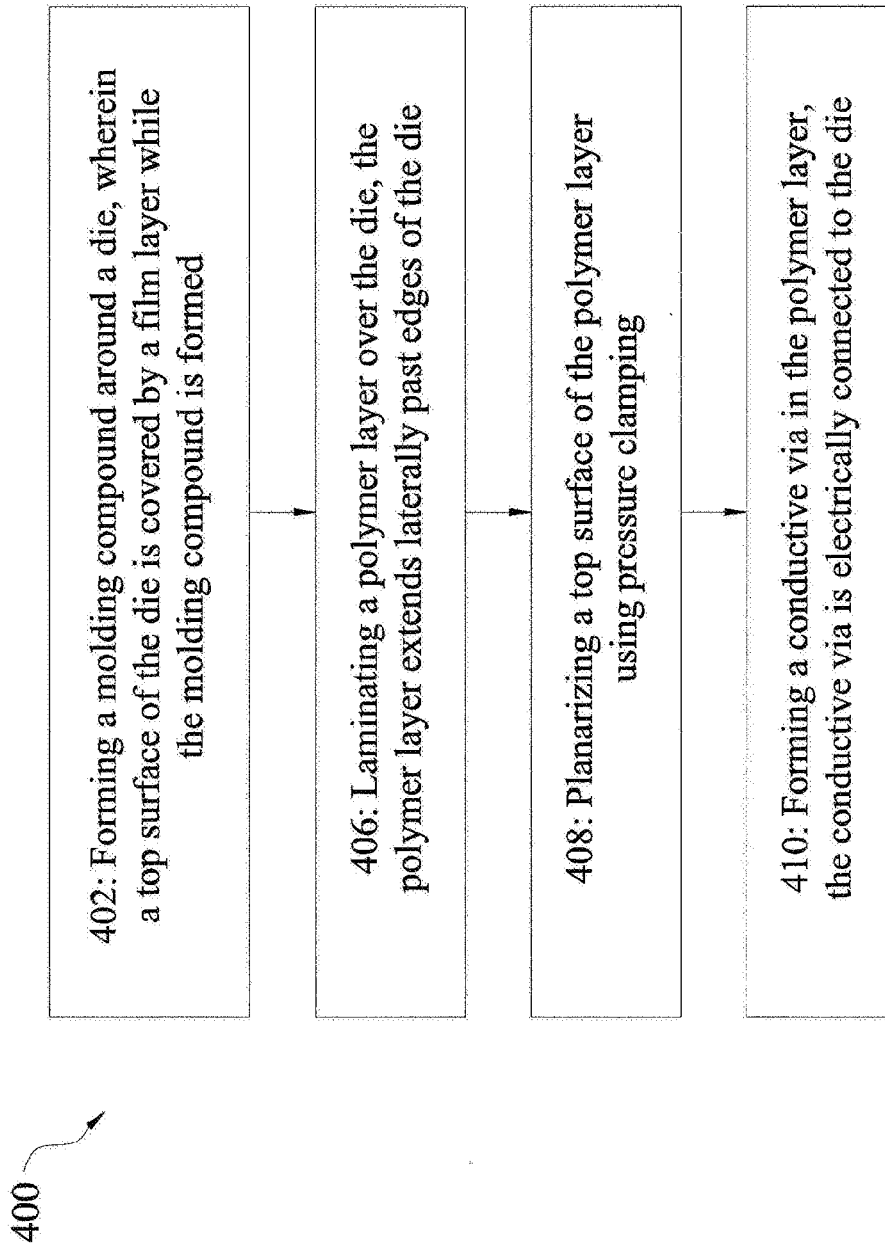 400
402: Forming a molding compound around a die, wherein
a top surface of the die is covered by a film layer while
the molding compound is formed
406: Laminating a polymer layer over the die, the
polymer layer extends laterally past edges of the die
408: Planarizing a top surface of the polymer layer
using pressure clamping
410: Forming a conductive via in the polymer layer,
the conductive via is electrically connected to the die